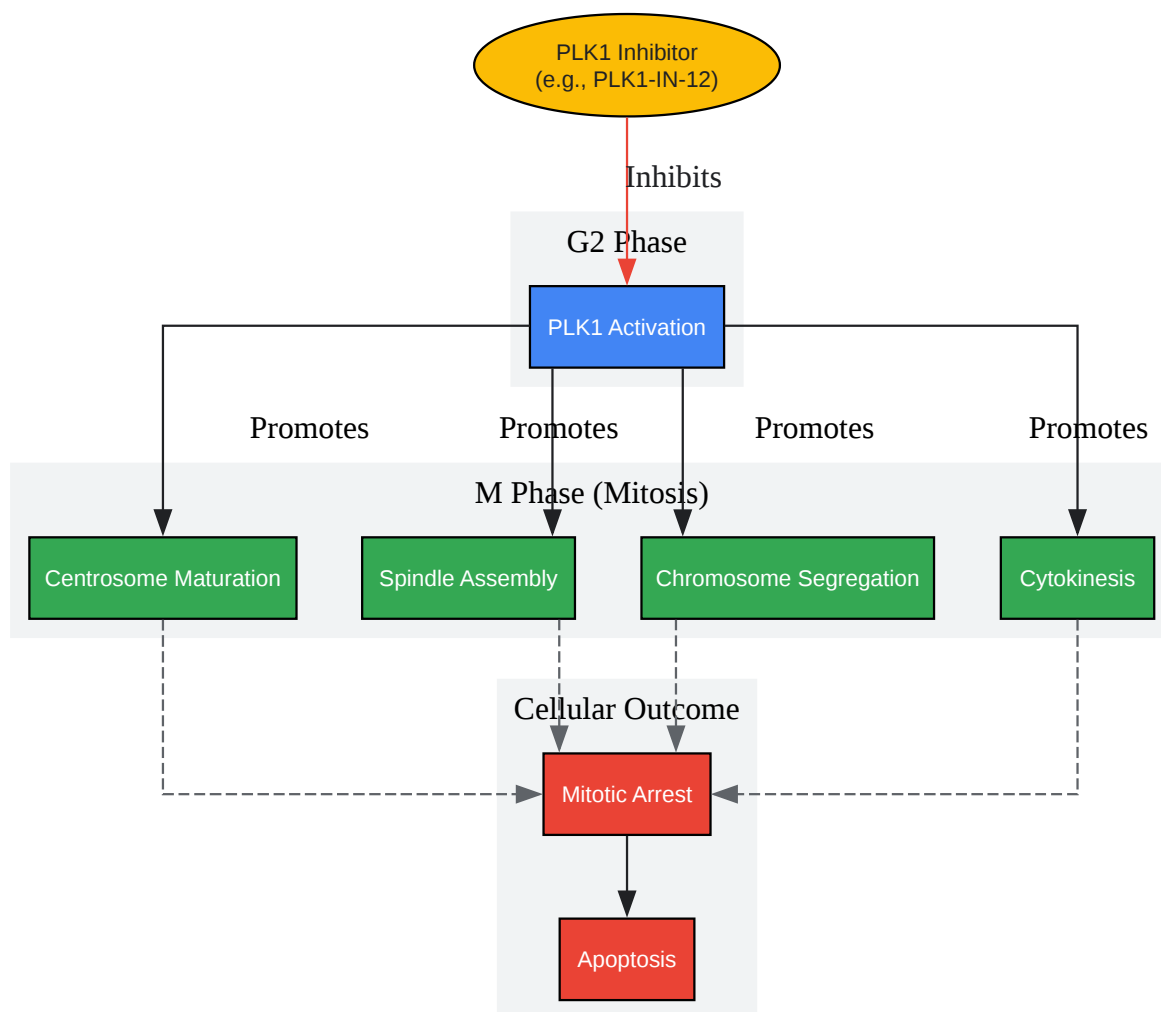 PLK1 Inhibitor
(e.g., PLK1-IN-12)
Inhibits
G2 Phase
PLK1 Activation
Promotes
Promotes
Promotes
Promotes
M Phase (Mitosis)
Centrosome Maturation
Spindle Assembly
Chromosome Segregation
Cytokinesis
Cellular Outcome
Mitotic Arrest
Apoptosis